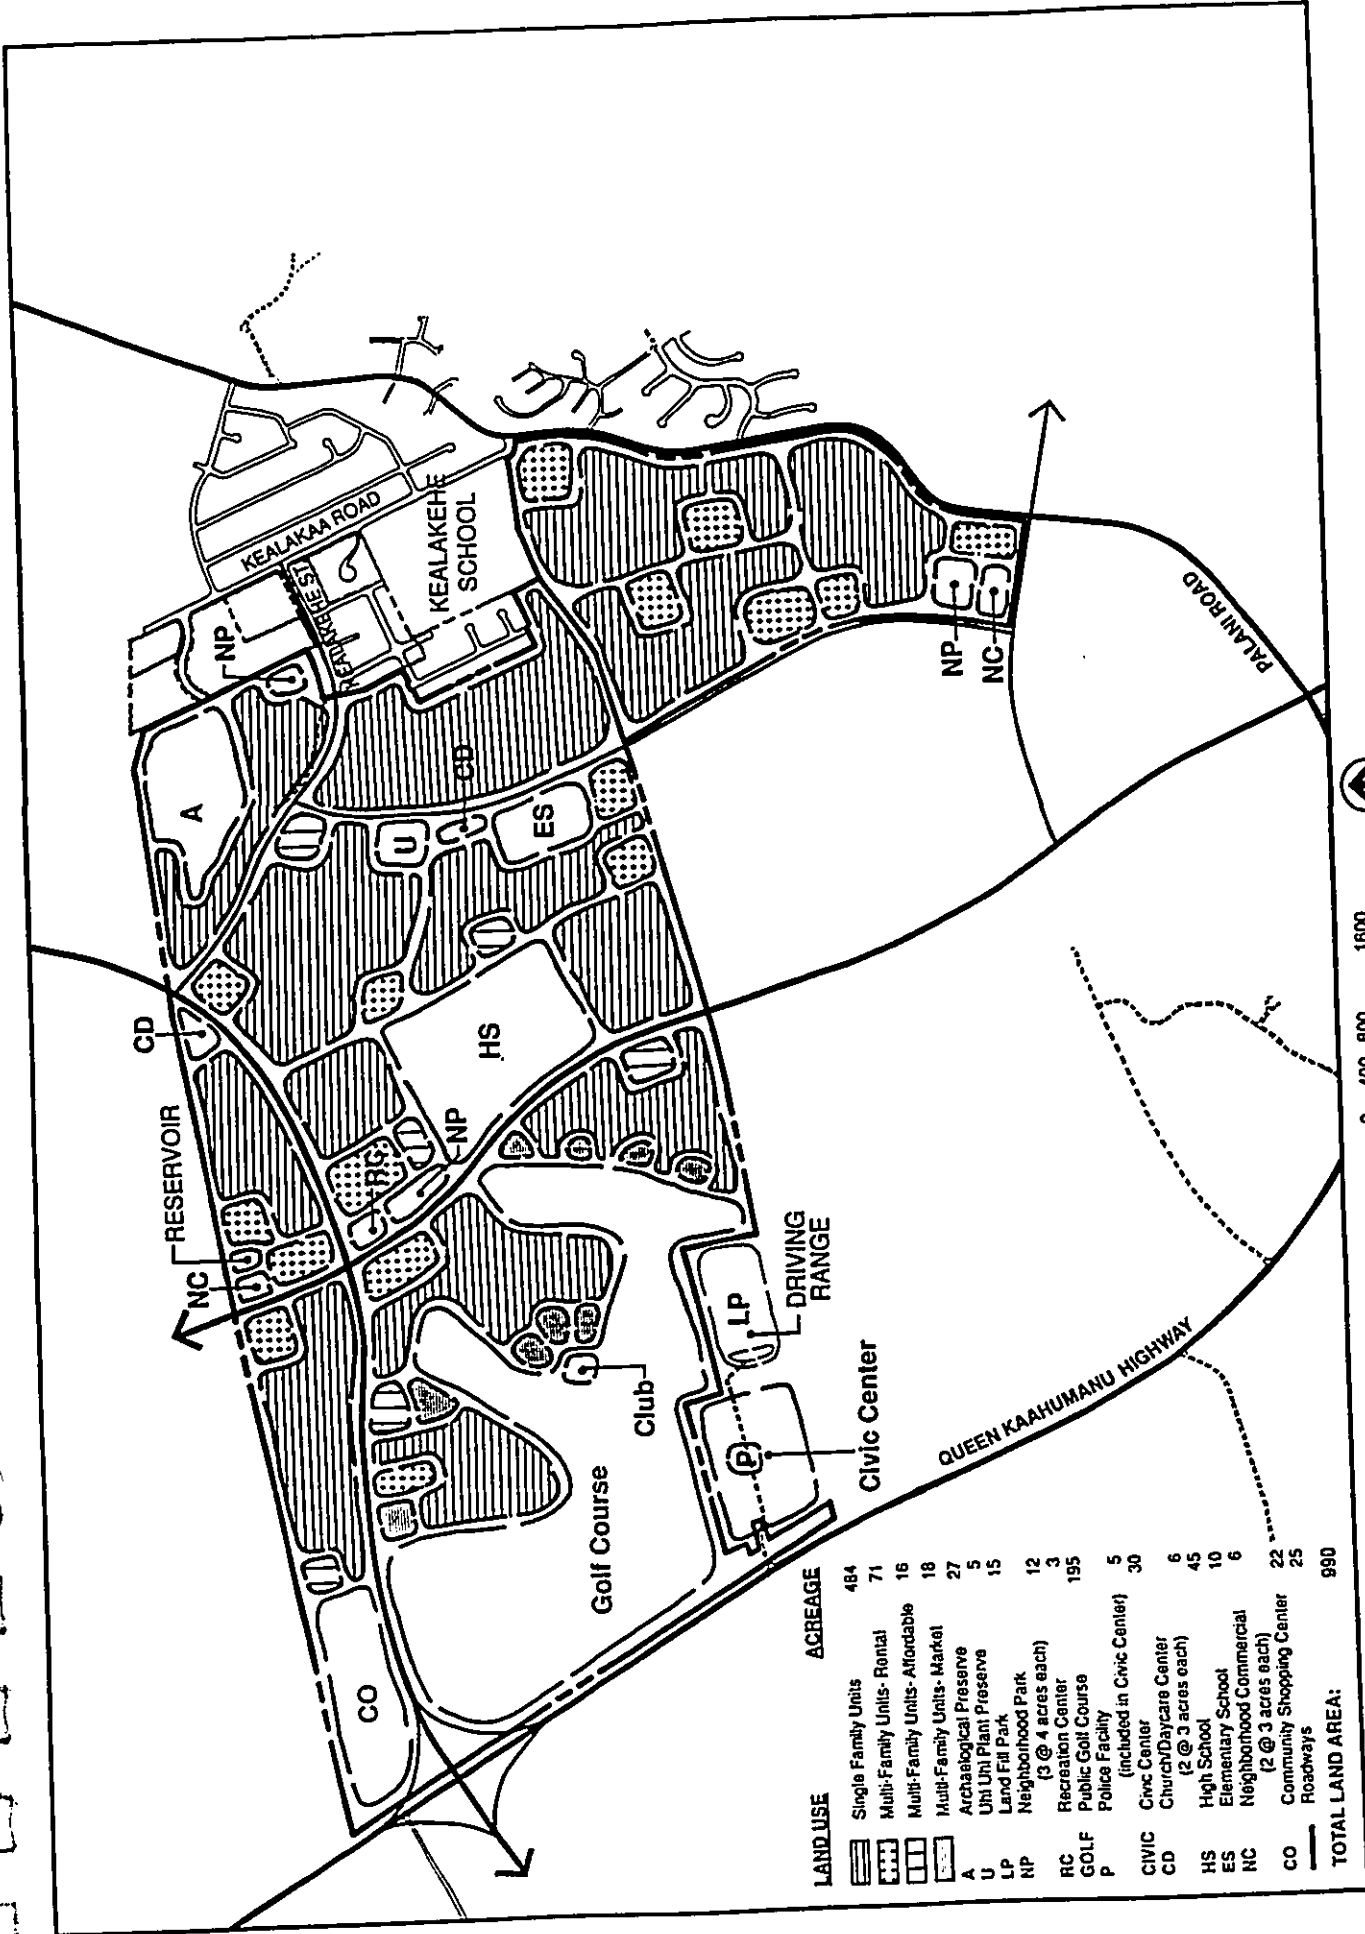 KEALAKAA ROAD
KEALAKEHE ST
KEALAKEHE
SCHOOL
NP
A
CD
U
ES
CD
HS
RESERVOIR
NC
RC
NP
NP
NC
PALANI ROAD
LP
DRIVING
RANGE
Club
P
Civic Center
Golf Course
CO
QUEEN KAAHUMANU HIGHWAY
0 400 800 1600
LAND USE ACREAGE
Single Family Units 484
Multi-Family Units- Rental 71
Multi-Family Units- Affordable 16
Multi-Family Units- Market 18
A Archaelogical Preserve 27
U Uhi Uhi Plant Preserve 5
LP Land Fill Park 15
NP Neighborhood Park 12
(3 @ 4 acres each)
RC Recreation Center 3
GOLF Public Golf Course 195
P Police Facility 5
(included in Civic Center)
CIVIC Civic Center 30
CD Church/Daycare Center 6
(2 @ 3 acres each)
HS High School 45
ES Elementary School 10
NC Neighborhood Commercial 6
(2 @ 3 acres each)
CO Community Shopping Center 22
Roadways 25
TOTAL LAND AREA: 990